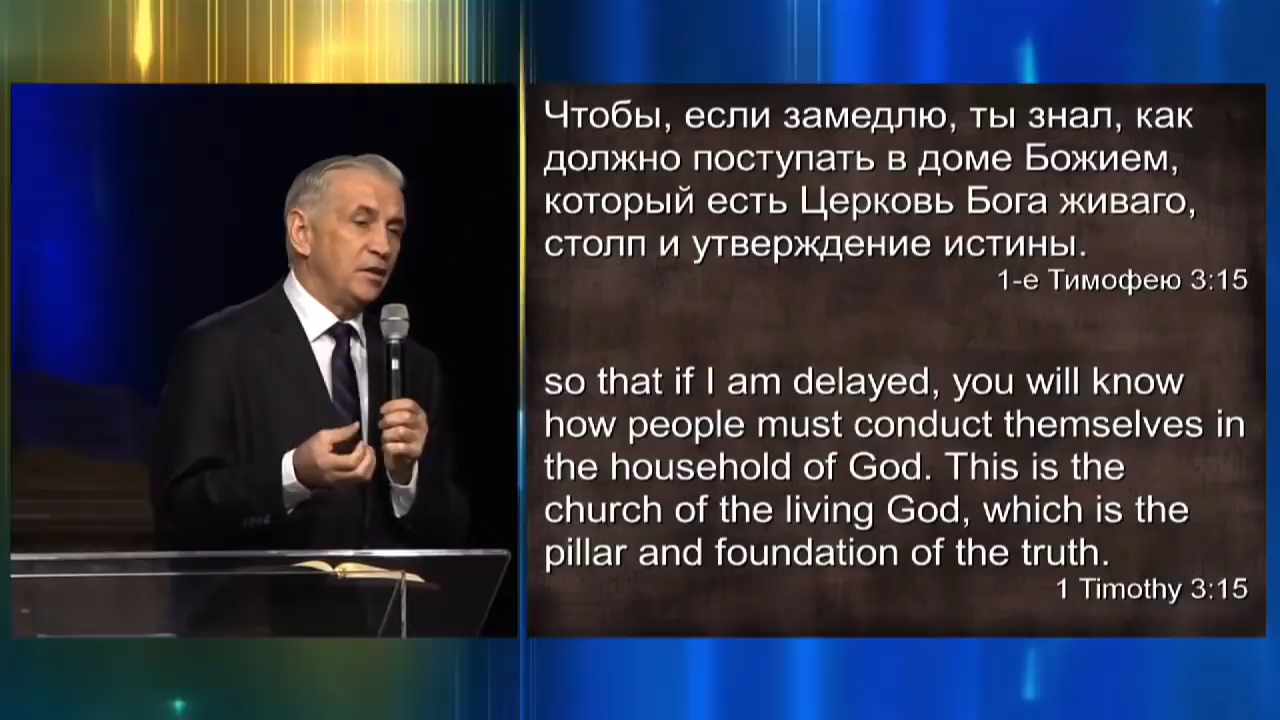 Чтобы, если замедлю, ты знал, как
должно поступать в доме Божием,
который есть Церковь Бога живаго,
столп и утверждение истины.
1-е Тимофею 3:15
so that if I am delayed, you will know
how people must conduct themselves in
the household of God. This is the
church of the living God, which is the
pillar and foundation of the truth.
1 Timothy 3:15